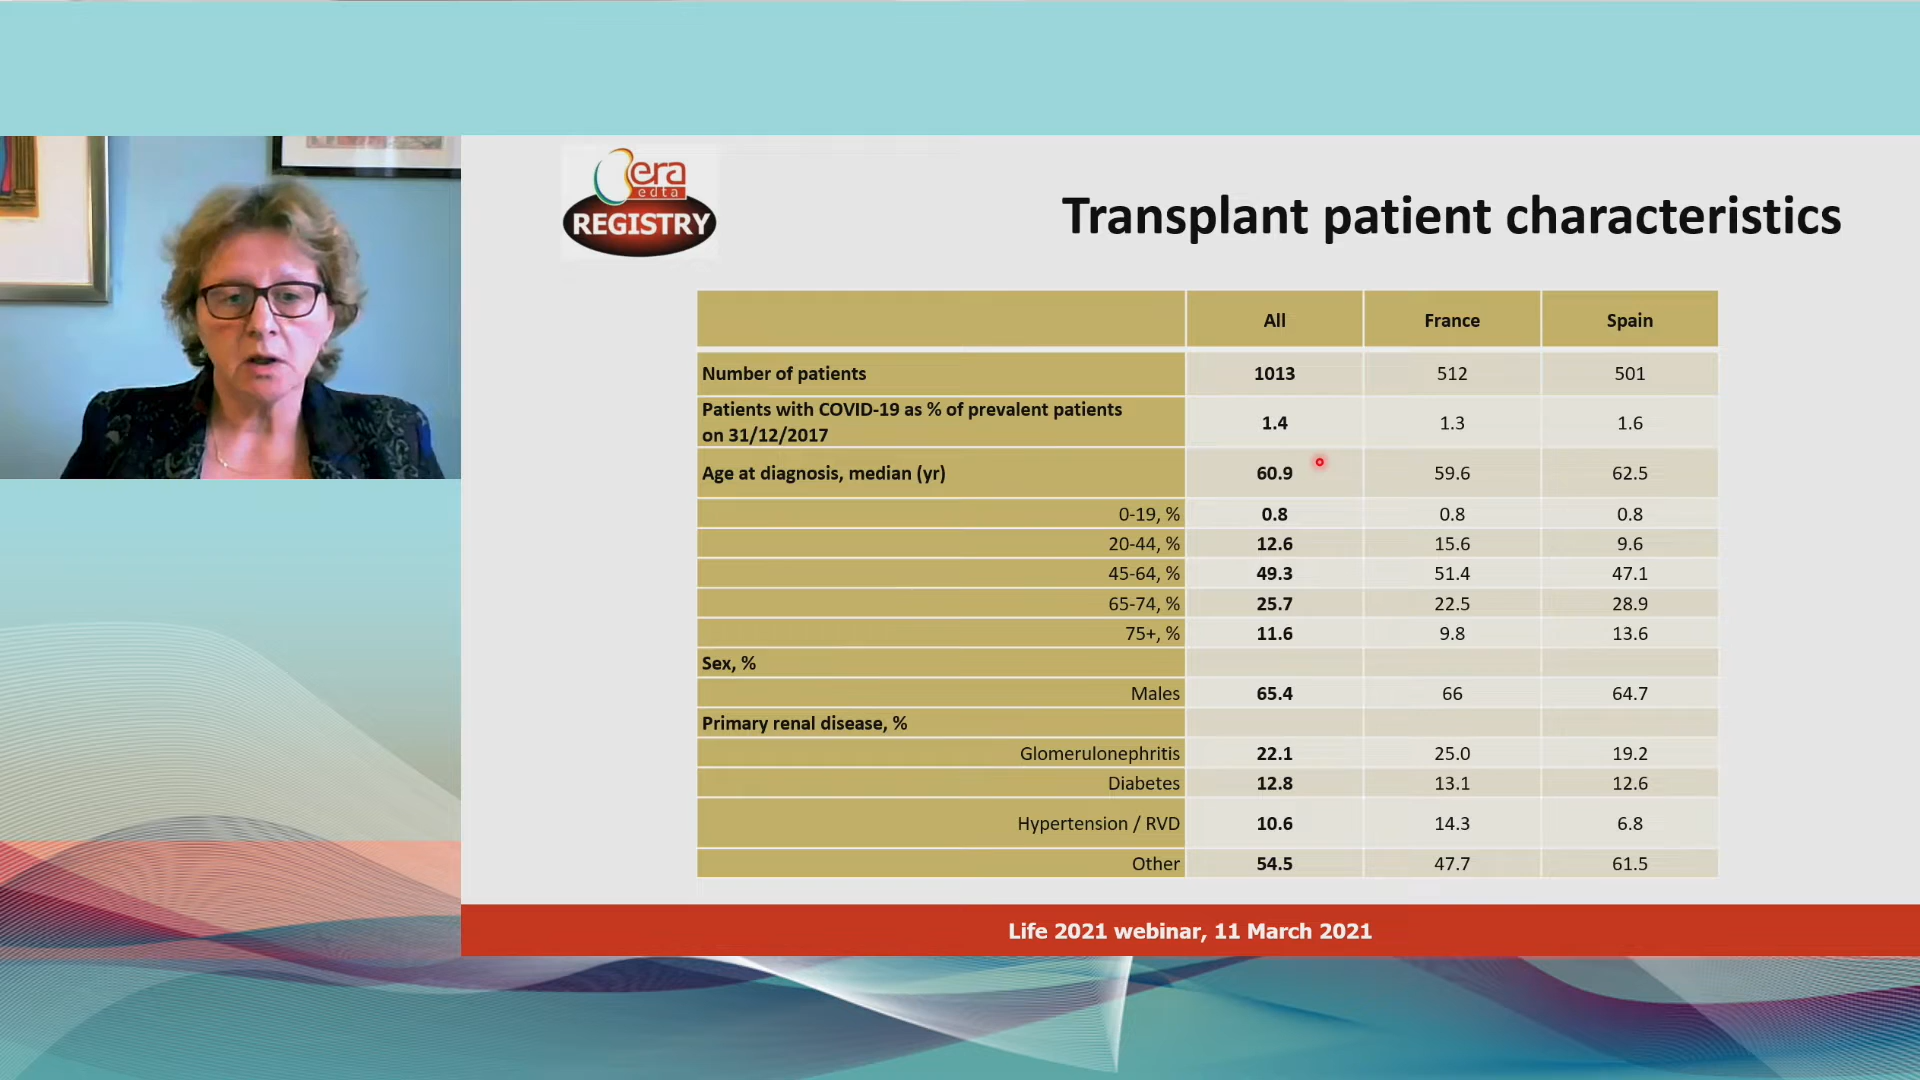 era
edta
REGISTRY
Transplant patient characteristics
All France Spain
Number of patients 1013 512 501
Patients with COVID-19 as % of prevalent patients
on 31/12/2017 1.4 1.3 1.6
Age at diagnosis, median (yr) 60.9 59.6 62.5
0-19, % 0.8 0.8 0.8
20-44, % 12.6 15.6 9.6
45-64, % 49.3 51.4 47.1
65-74, % 25.7 22.5 28.9
75+, % 11.6 9.8 13.6
Sex, %
Males 65.4 66 64.7
Primary renal disease, %
Glomerulonephritis 22.1 25.0 19.2
Diabetes 12.8 13.1 12.6
Hypertension / RVD 10.6 14.3 6.8
Other 54.5 47.7 61.5
Life 2021 webinar, 11 March 2021